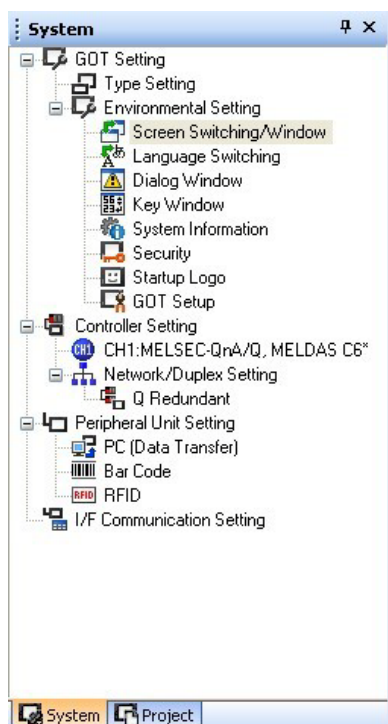 System
GOT Setting
Type Setting
Environmental Setting
Screen Switching/Window
Language Switching
Dialog Window
Key Window
System Information
Security
Startup Logo
GOT Setup
Controller Setting
CH1 CH1:MELSEC-QnA/Q, MELDAS C6*
Network/Duplex Setting
Q Redundant
Peripheral Unit Setting
PC (Data Transfer)
Bar Code
RFID RFID
I/F Communication Setting
System Project